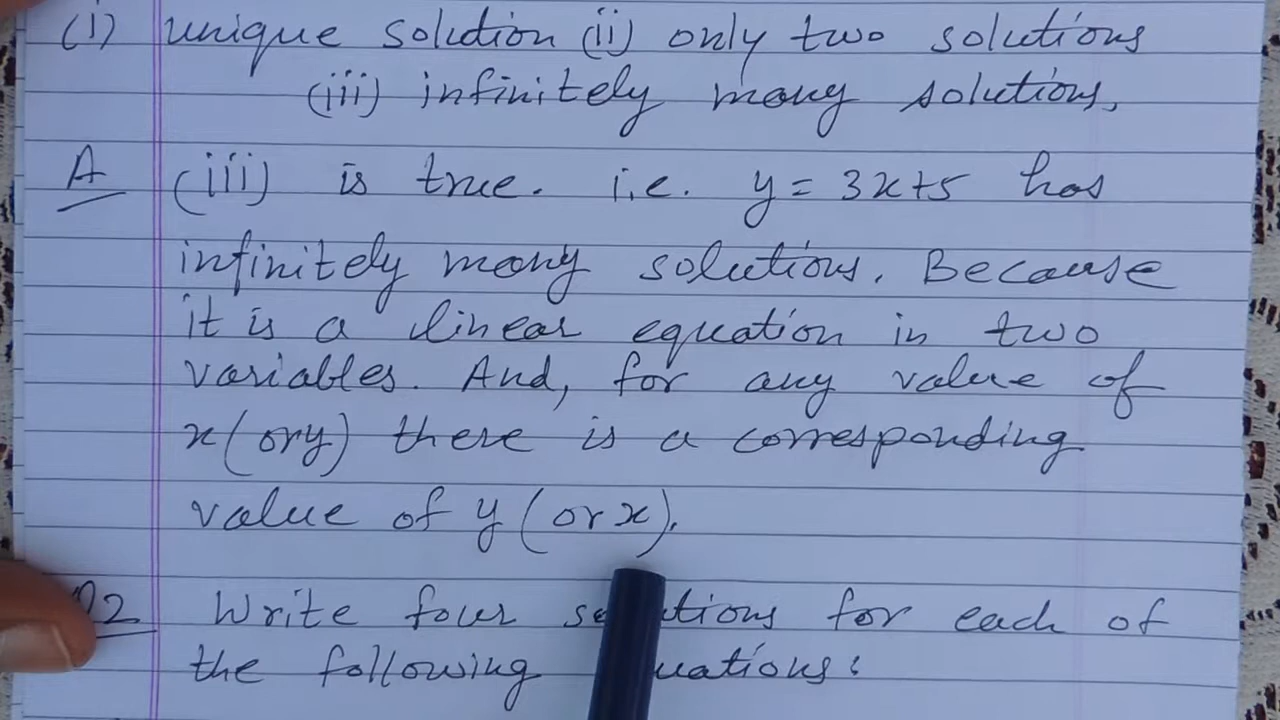 (i) unique solution (ii) only two solutions
(iii) infinitely many solutions.
A (iii) is true. i.e. y = 3x+5 has
infinitely many solutions. Because
it is a linear equation in two
variables. And, for any value of
x (or y) there is a corresponding
value of y (or x).
2 Write four for each of
the following